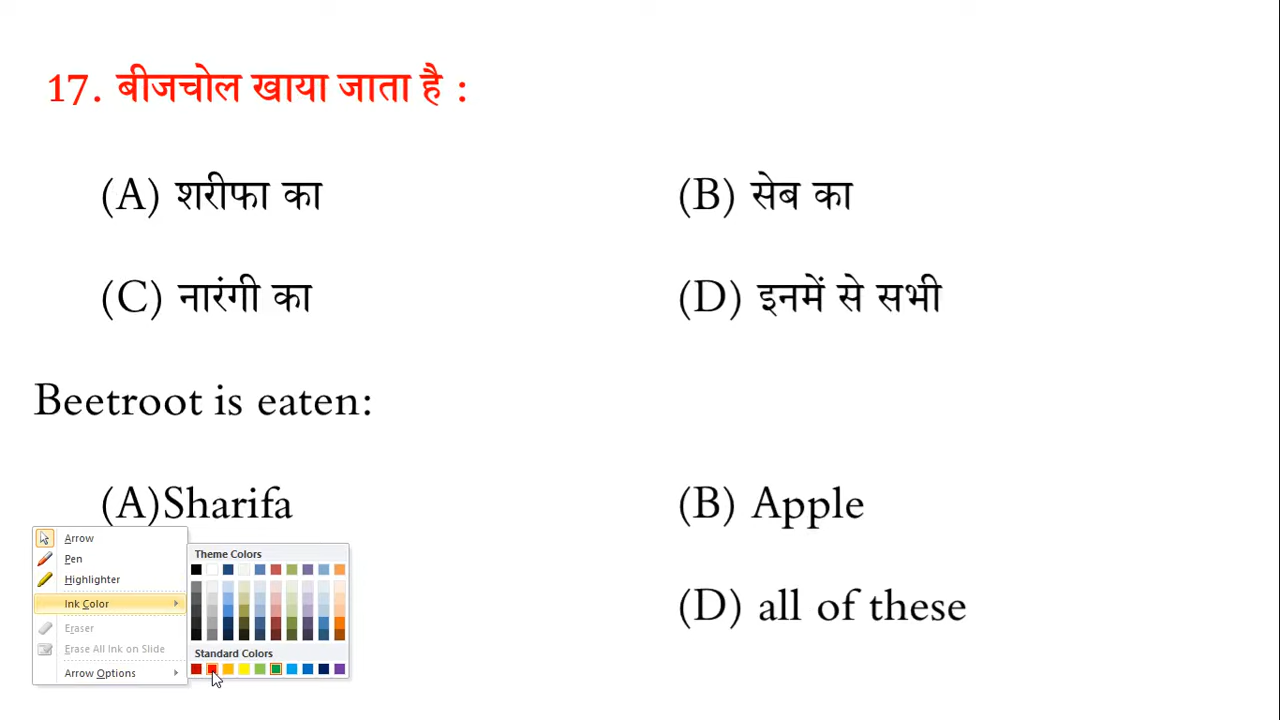 17. बीजचोल खाया जाता है :
(A) शरीफा का (B) सेब का
(C) नारंगी का (D) इनमें से सभी
Beetroot is eaten:
(A)Sharifa (B) Apple
(D) all of these
Arrow
Pen
Highlighter
Ink Color
Eraser
Erase All Ink on Slide
Arrow Options
Theme Colors
Standard Colors